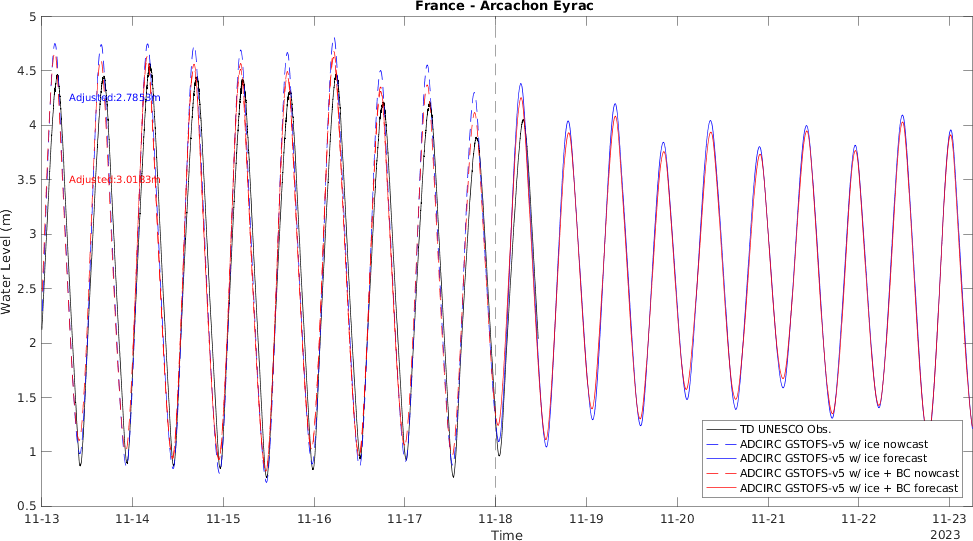 France - Arcachon Eyrac
5
4.5
4
3.5
3
2.5
2
1.5
1
0.5
Water Level (m)
Adjusted:2.7853m
Adjusted:3.0183m
TD UNESCO Obs.
ADCIRC GSTOFS-v5 w/ ice nowcast
ADCIRC GSTOFS-v5 w/ ice forecast
ADCIRC GSTOFS-v5 w/ ice + BC nowcast
ADCIRC GSTOFS-v5 w/ ice + BC forecast
11-13 11-14 11-15 11-16 11-17 11-18 11-19 11-20 11-21 11-22 11-23
2023
Time